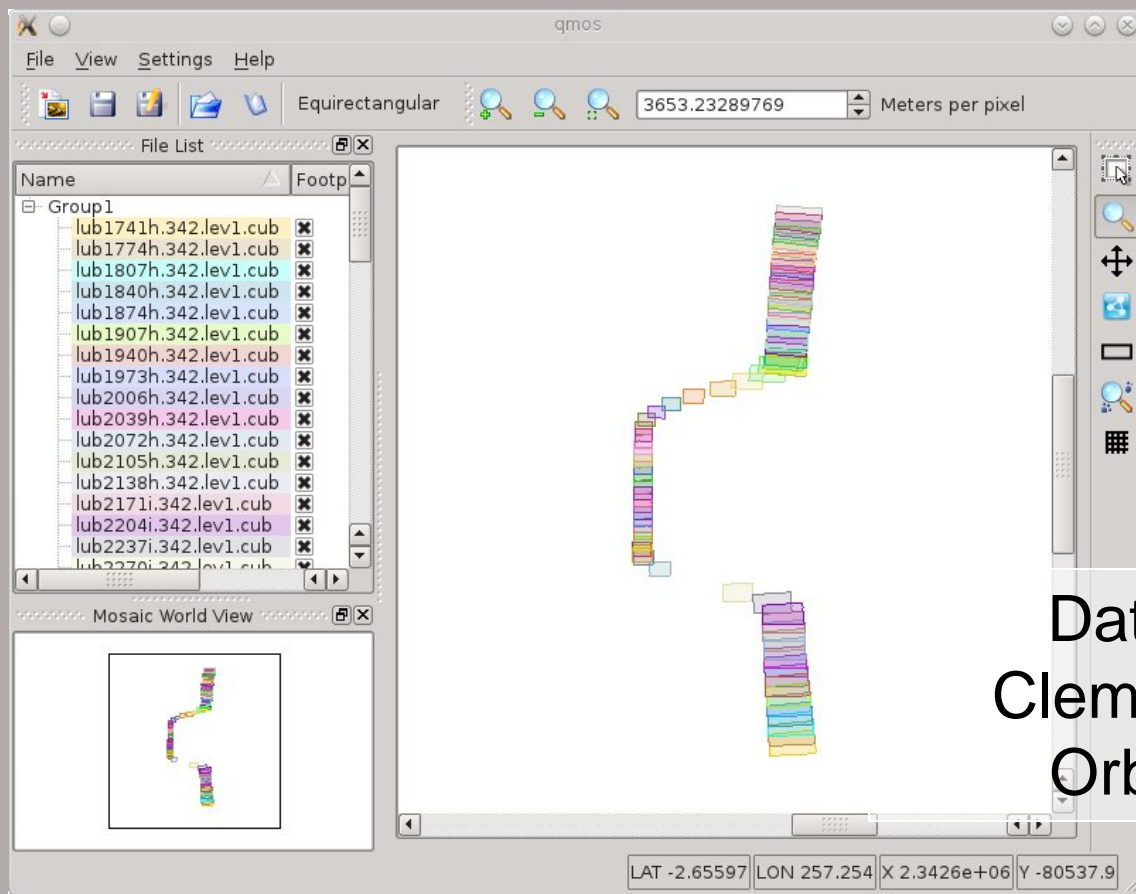 qmos
File View Settings Help
Equirectangular 3653.23289769 Meters per pixel
File List
Name Footp
Group1
lub1741h.342.lev1.cub
lub1774h.342.lev1.cub
lub1807h.342.lev1.cub
lub1840h.342.lev1.cub
lub1874h.342.lev1.cub
lub1907h.342.lev1.cub
lub1940h.342.lev1.cub
lub1973h.342.lev1.cub
lub2006h.342.lev1.cub
lub2039h.342.lev1.cub
lub2072h.342.lev1.cub
lub2105h.342.lev1.cub
lub2138h.342.lev1.cub
lub2171i.342.lev1.cub
lub2204i.342.lev1.cub
lub2237i.342.lev1.cub
lub2270i.342.lev1.cub
Mosaic World View
Dat
Clem
Orb
LAT -2.65597 LON 257.254 X 2.3426e+06 Y -80537.9